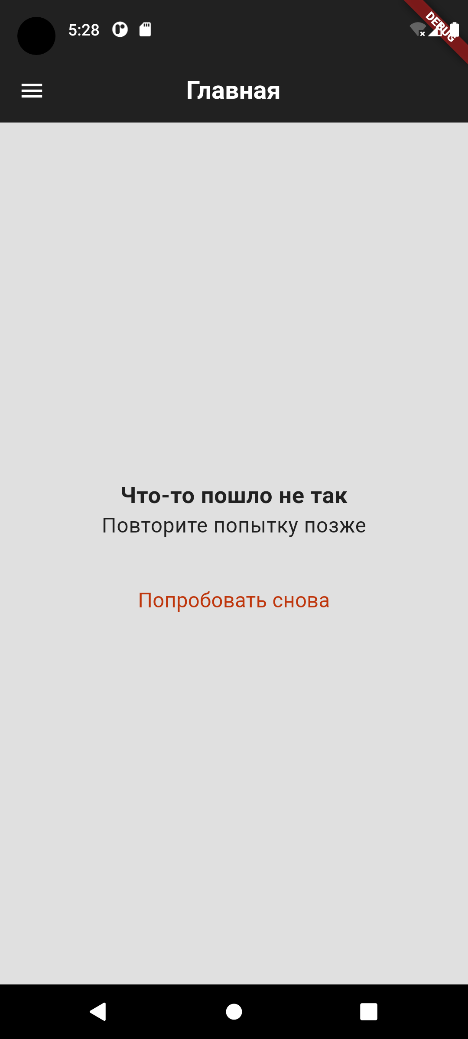 5:28
DEBUG
Главная
Что-то пошло не так
Повторите попытку позже
Попробовать снова